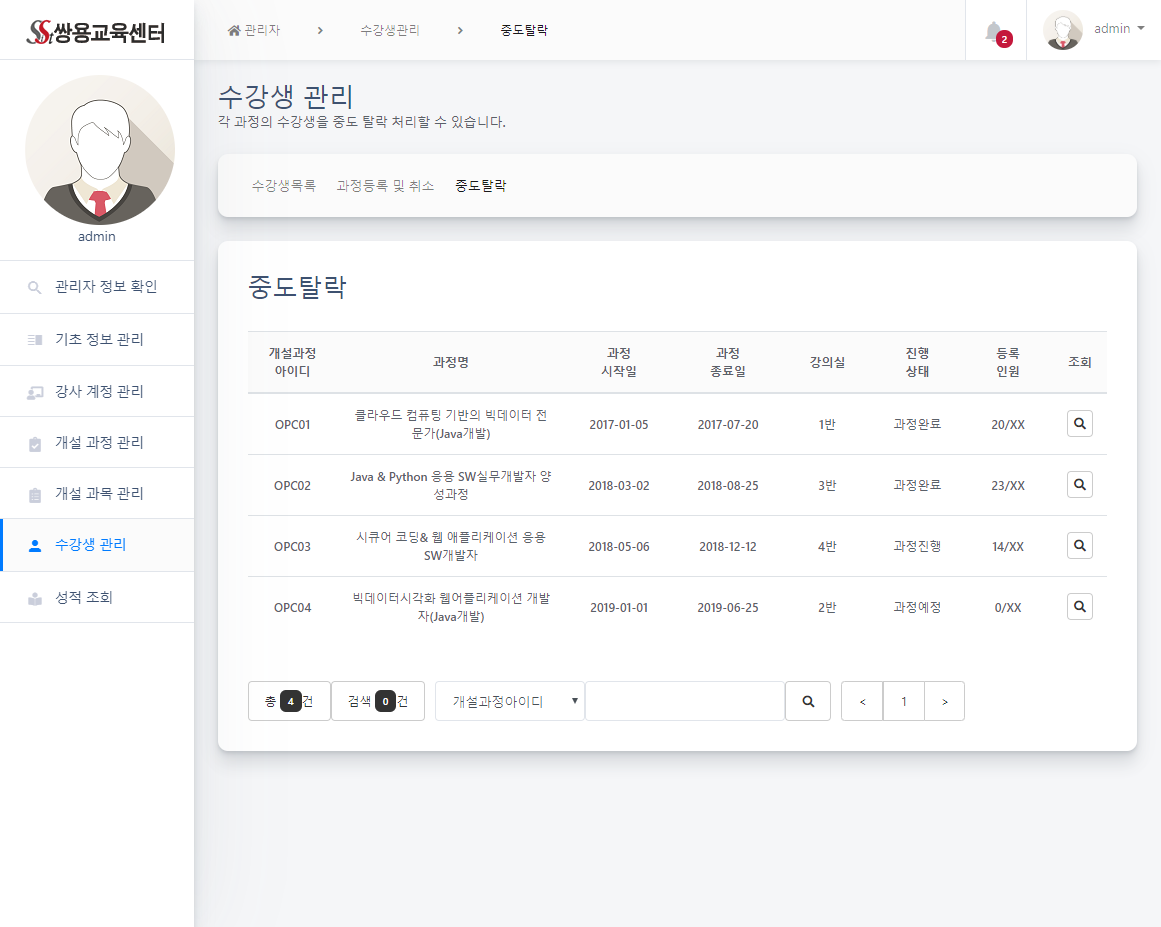 SSt쌍용교육센터
관리자
수강생관리
중도탈락
2
admin
admin
관리자 정보 확인
기초 정보 관리
강사 계정 관리
개설 과정 관리
개설 과목 관리
수강생 관리
성적 조회
수강생 관리
각 과정의 수강생을 중도 탈락 처리할 수 있습니다.
수강생목록 과정등록 및 취소 중도탈락
중도탈락
개설과정
아이디
과정명
과정
시작일
과정
종료일
강의실
진행
상태
등록
인원
조회
OPC01
클라우드 컴퓨팅 기반의 빅데이터 전
문가(Java개발)
2017-01-05
2017-07-20
1반
과정완료
20/XX
OPC02
Java & Python 응용 SW실무개발자 양
성과정
2018-03-02
2018-08-25
3반
과정완료
23/XX
OPC03
시큐어 코딩& 웹 애플리케이션 응용
SW개발자
2018-05-06
2018-12-12
4반
과정진행
14/XX
OPC04
빅데이터시각화 웹어플리케이션 개발
자(Java개발)
2019-01-01
2019-06-25
2반
과정예정
0/XX
총 4 건
검색 0 건
개설과정아이디
< 1 >